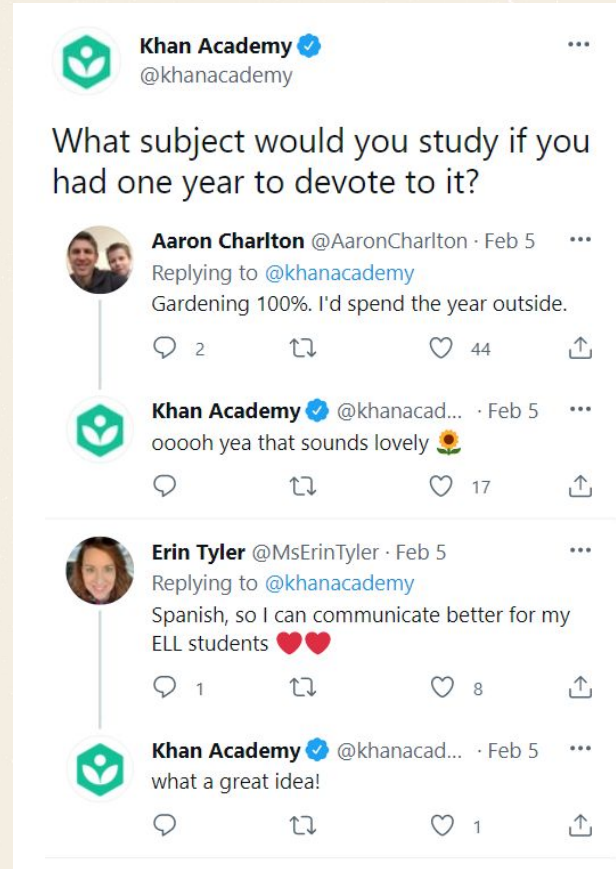 Khan Academy
@khanacademy
What subject would you study if you
had one year to devote to it?
Aaron Charlton @AaronCharlton · Feb 5
Replying to @khanacademy
Gardening 100%. I'd spend the year outside.
2 44
Khan Academy @khanacad... · Feb 5
ooooh yea that sounds lovely 🌻
17
Erin Tyler @MsErinTyler · Feb 5
Replying to @khanacademy
Spanish, so I can communicate better for my
ELL students ❤️❤️
1 8
Khan Academy @khanacad... · Feb 5
what a great idea!
1